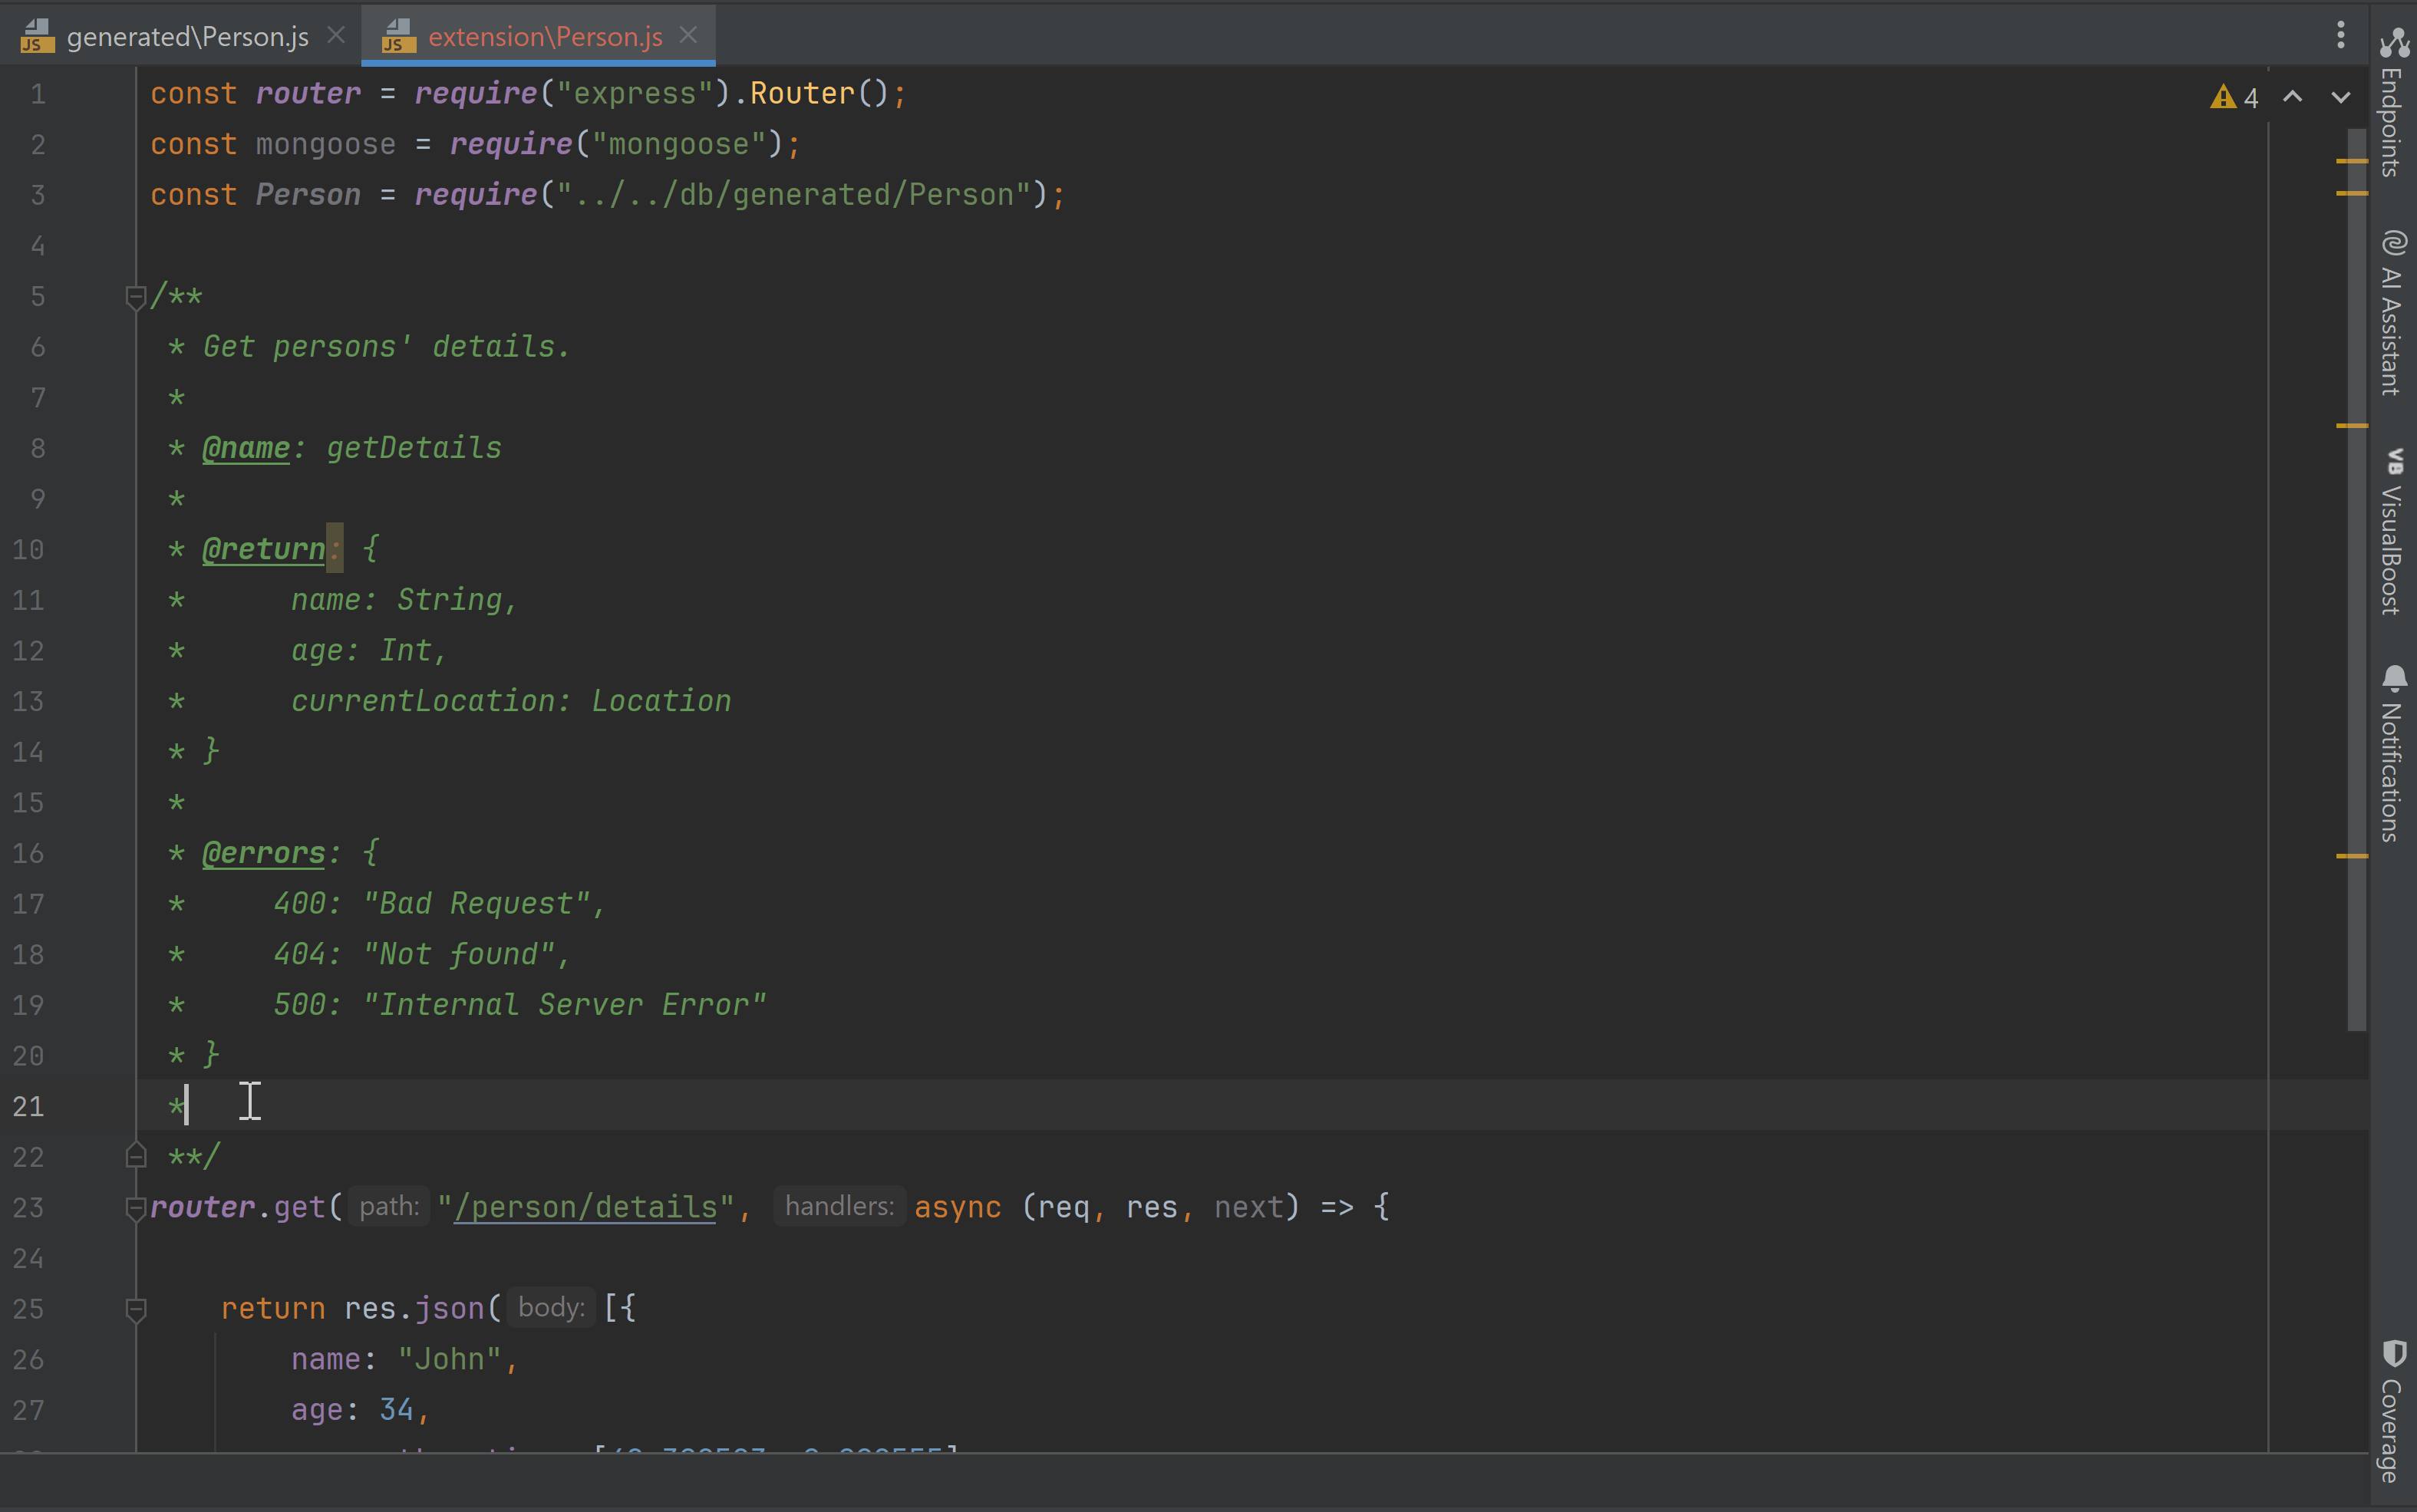 generated\Person.js
extension\Person.js
4
1 const router = require("express").Router();
2 const mongoose = require("mongoose");
3 const Person = require("../../db/generated/Person");
4
5 /**
6 * Get persons' details.
7 *
8 * @name: getDetails
9 *
10 * @return: {
11 *      name: String,
12 *      age: Int,
13 *      currentLocation: Location
14 * }
15 *
16 * @errors: {
17 *     400: "Bad Request",
18 *     404: "Not found",
19 *     500: "Internal Server Error"
20 * }
21 *
22 **/
23 router.get( path: "/person/details", handlers: async (req, res, next) => {
24
25     return res.json( body: [{
26         name: "John",
27         age: 34,
Endpoints
AI Assistant
VB VisualBoost
Notifications
Coverage